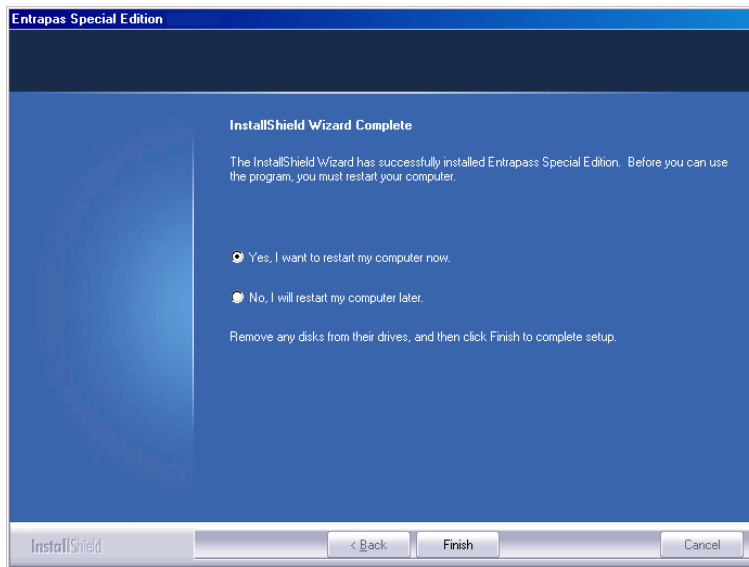 Entrapas Special Edition
InstallShield Wizard Complete
The InstallShield Wizard has successfully installed Entrapass Special Edition. Before you can use
the program, you must restart your computer.
Yes, I want to restart my computer now.
No, I will restart my computer later.
Remove any disks from their drives, and then click Finish to complete setup.
InstallShield
< Back
Finish
Cancel